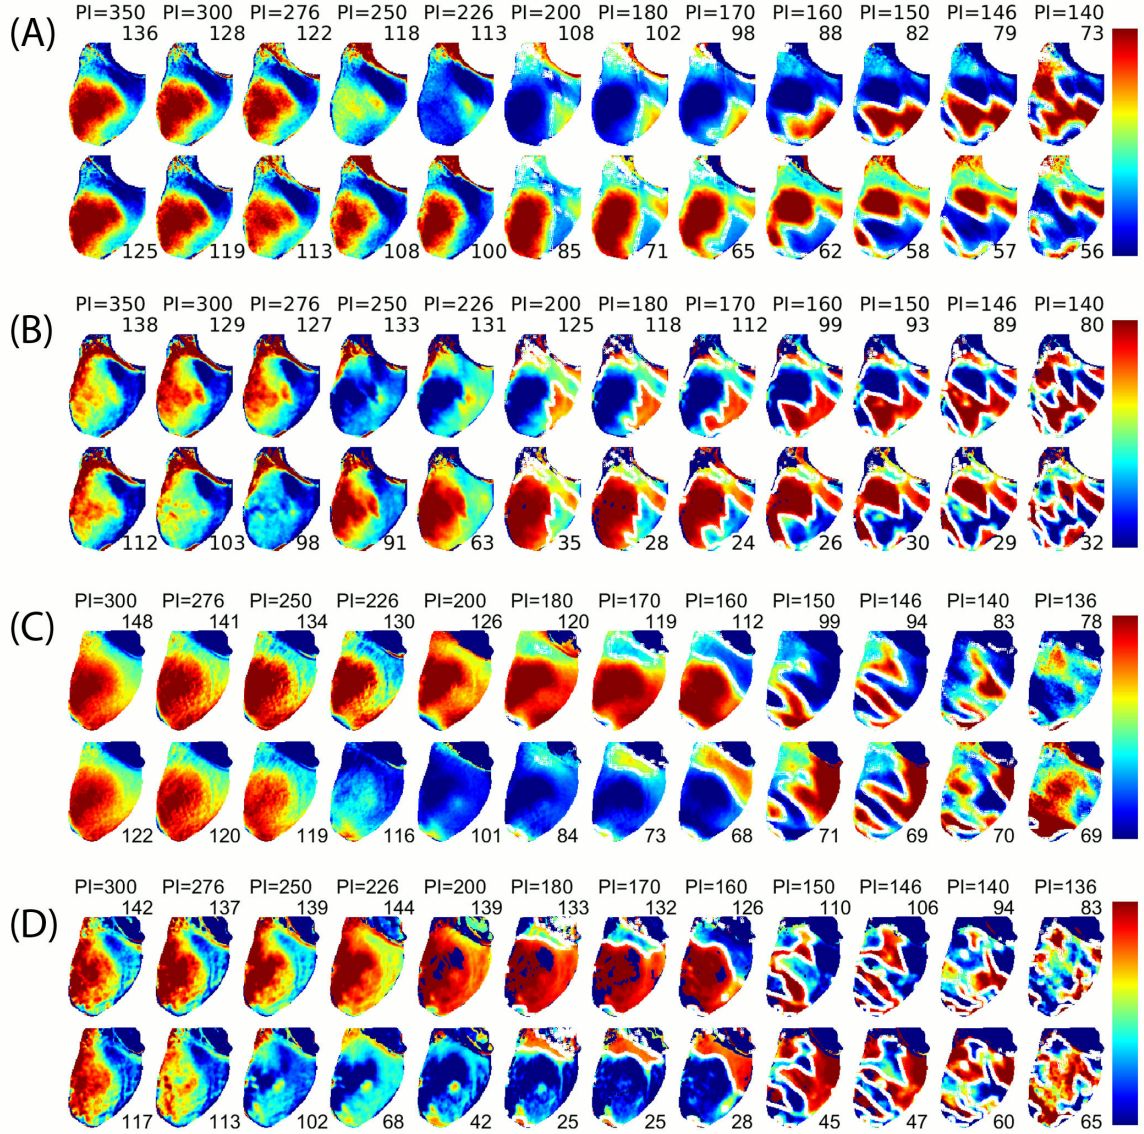 (A)
PI=350 PI=300 PI=276 PI=250 PI=226 PI=200 PI=180 PI=170 PI=160 PI=150 PI=146 PI=140
136 128 122 118 113 108 102 98 88 82 79 73
125 119 113 108 100 85 71 65 62 58 57 56
(B)
PI=350 PI=300 PI=276 PI=250 PI=226 PI=200 PI=180 PI=170 PI=160 PI=150 PI=146 PI=140
138 129 127 133 131 125 118 112 99 93 89 80
112 103 98 91 63 35 28 24 26 30 29 32
(C)
PI=300 PI=276 PI=250 PI=226 PI=200 PI=180 PI=170 PI=160 PI=150 PI=146 PI=140 PI=136
148 141 134 130 126 120 119 112 99 94 83 78
122 120 119 116 101 84 73 68 71 69 70 69
(D)
PI=300 PI=276 PI=250 PI=226 PI=200 PI=180 PI=170 PI=160 PI=150 PI=146 PI=140 PI=136
142 137 139 144 139 133 132 126 110 106 94 83
117 113 102 68 42 25 25 28 45 47 60 65